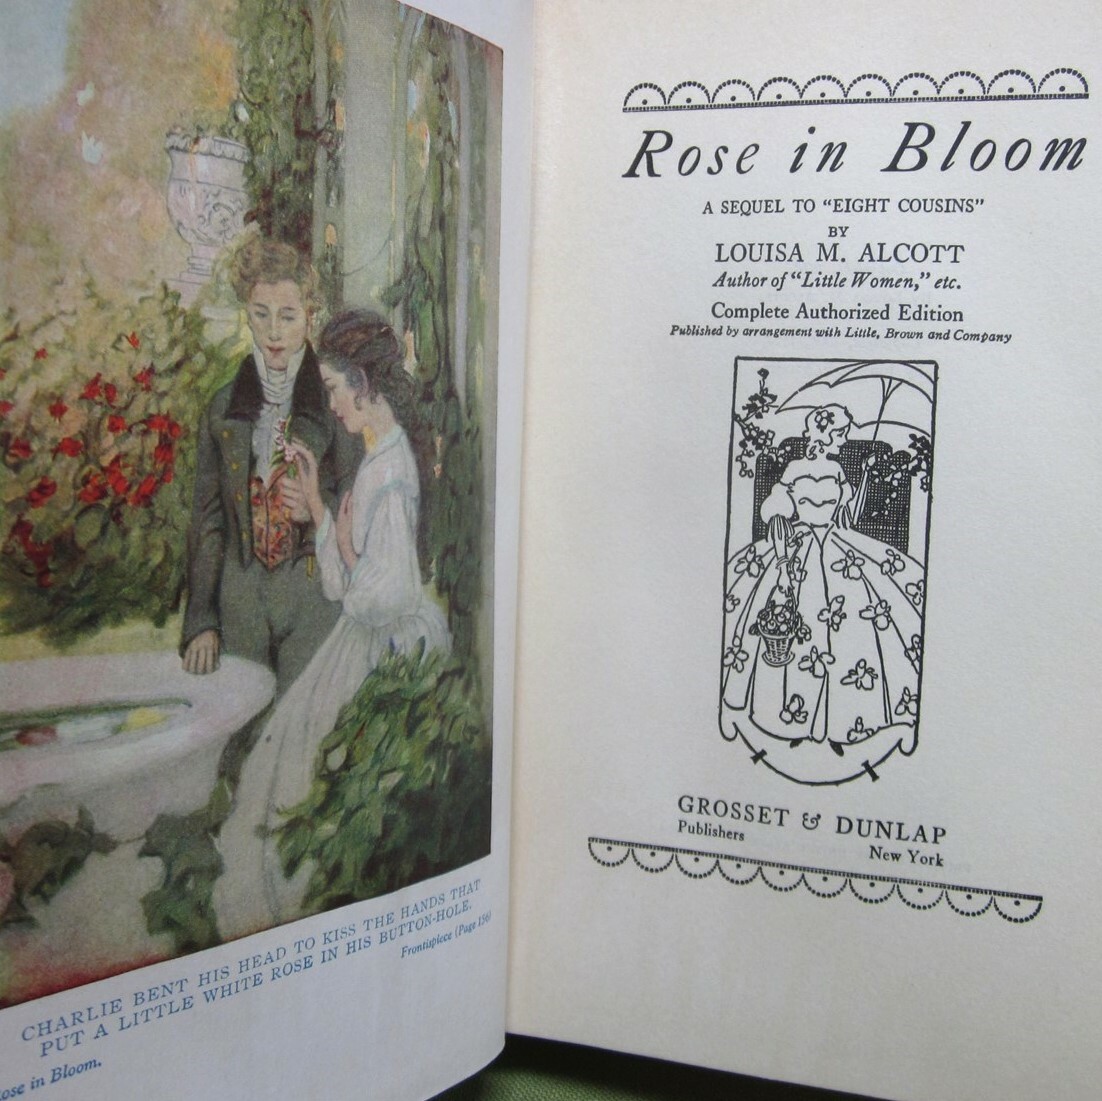 CHARLIE BENT HIS HEAD TO KISS THE HANDS THAT
PUT A LITTLE WHITE ROSE IN HIS BUTTON-HOLE.
Frontispiece (Page 156)
in Bloom.
Rose in Bloom
A SEQUEL TO “EIGHT COUSINS”
BY
LOUISA M. ALCOTT
Author of “Little Women,” etc.
Complete Authorized Edition
Published by arrangement with Little, Brown and Company
GROSSET & DUNLAP
Publishers
New York